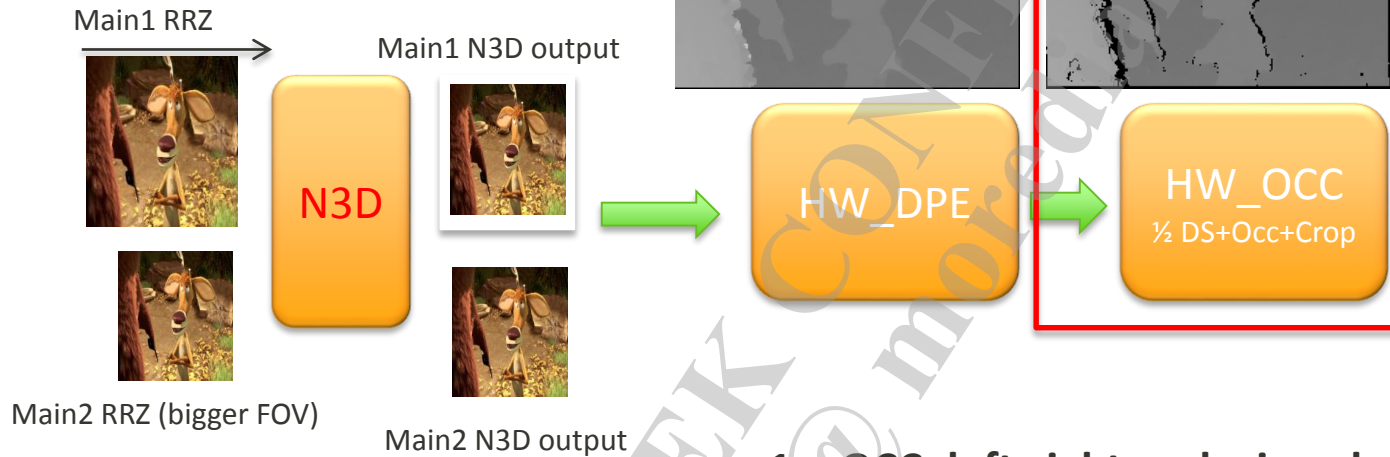 Main1 RRZ
Main1 N3D output
N3D
HW_DPE
HW_OCC
½ DS+Occ+Crop
Main2 RRZ (bigger FOV)
Main2 N3D output